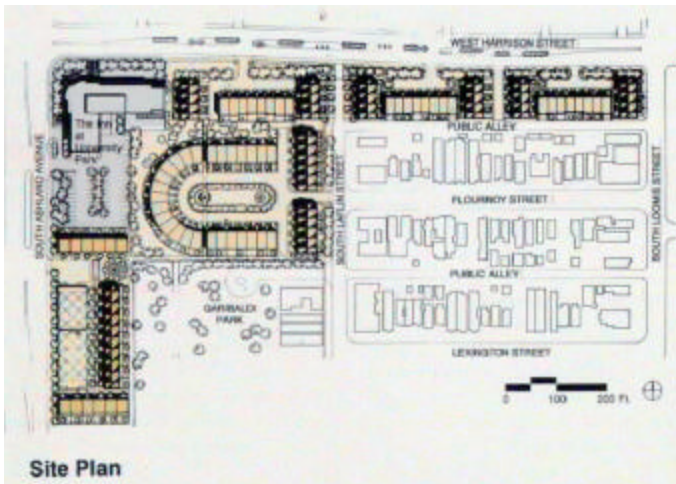 WEST HARRISON STREET
The Inn
at
University
Park
SOUTH ASHLAND AVENUE
PUBLIC ALLEY
SOUTH LAFLIN STREET
FLOURNOY STREET
SOUTH LOOMIS STREET
PUBLIC ALLEY
GARIBALDI
PARK
LEXINGTON STREET
0 100 200 Ft.
Site Plan